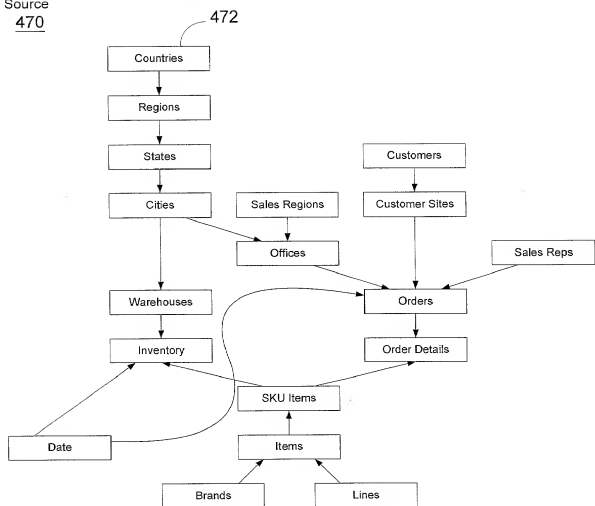 Source
470
472
Countries
Regions
States
Customers
Cities
Sales Regions
Customer Sites
Offices
Sales Reps
Warehouses
Orders
Inventory
Order Details
SKU Items
Date
Items
Brands
Lines